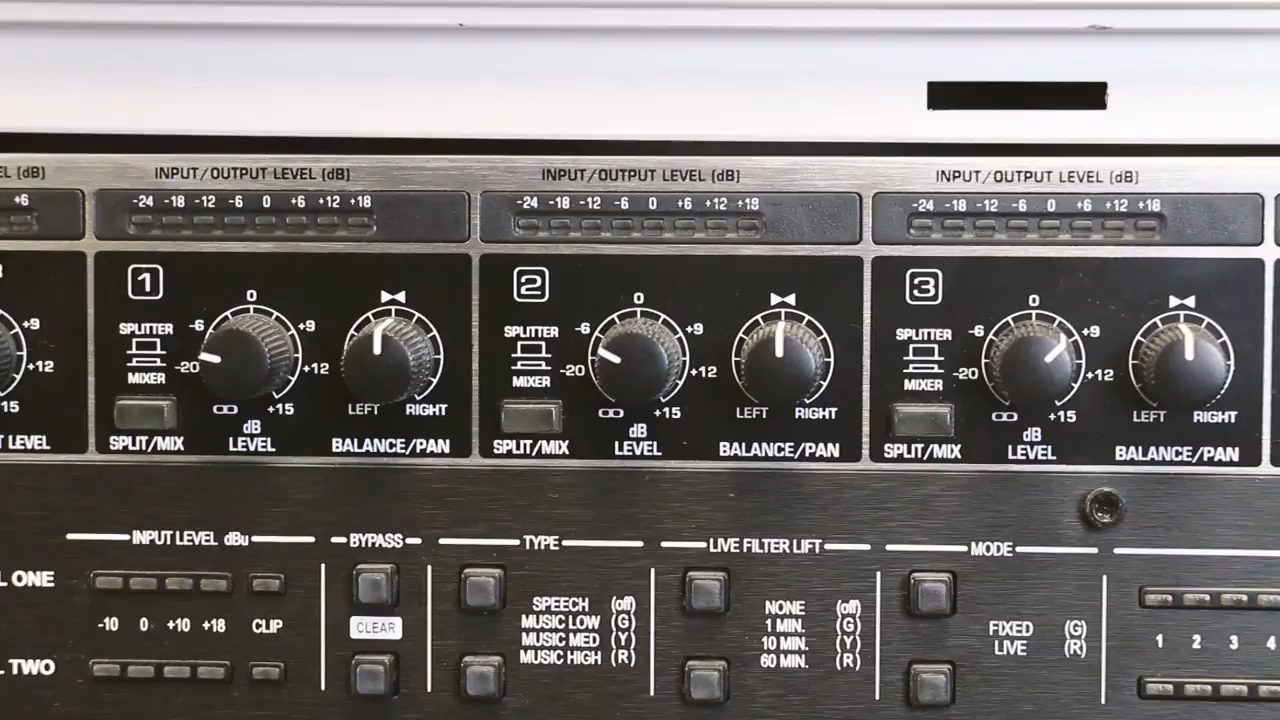 EL (dB)
INPUT/OUTPUT LEVEL (dB)
INPUT/OUTPUT LEVEL (dB)
INPUT/OUTPUT LEVEL (dB)
+6
-24 -18 -12 -6 0 +6 +12 +18
-24 -18 -12 -6 0 +6 +12 +18
-24 -18 -12 -6 0 +6 +12 +18
+9
+12
15
T LEVEL
1
SPLITTER
MIXER
SPLIT/MIX
0
-6 +9
-20 +12
∞ +15
dB
LEVEL
LEFT RIGHT
BALANCE/PAN
2
SPLITTER
MIXER
SPLIT/MIX
0
-6 +9
-20 +12
∞ +15
dB
LEVEL
LEFT RIGHT
BALANCE/PAN
3
SPLITTER
MIXER
SPLIT/MIX
0
-6 +9
-20 +12
∞ +15
dB
LEVEL
LEFT RIGHT
BALANCE/PAN
INPUT LEVEL dBu
L ONE
-10 0 +10 +18 CLIP
L TWO
BYPASS
CLEAR
TYPE
SPEECH (off)
MUSIC LOW (G)
MUSIC MED (Y)
MUSIC HIGH (R)
LIVE FILTER LIFT
NONE (off)
1 MIN. (G)
10 MIN. (Y)
60 MIN. (R)
MODE
FIXED (G)
LIVE (R)
1 2 3 4